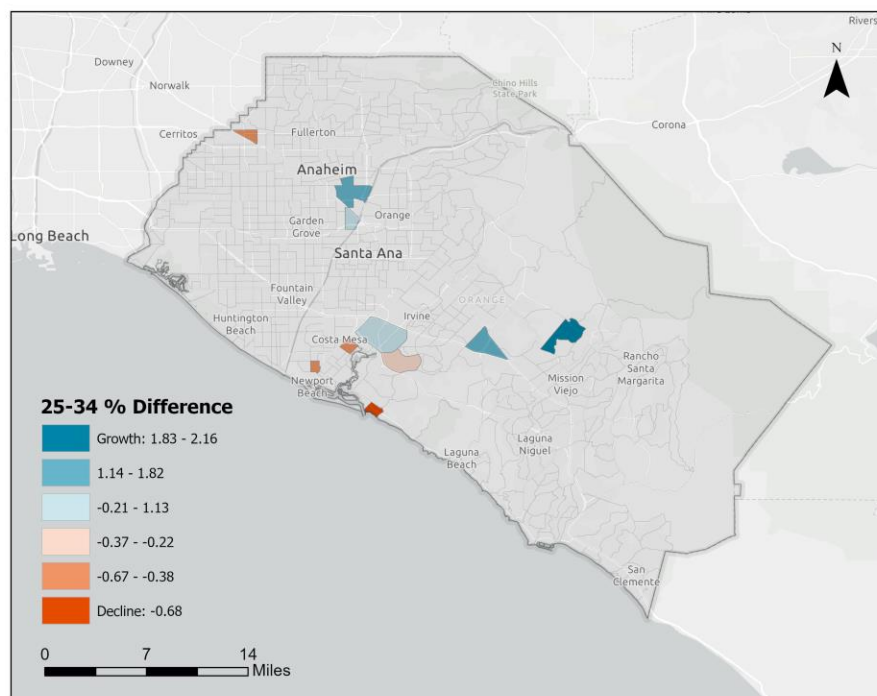 Rivers
Downey
Norwalk
Chino Hills
State Park
N
Corona
Cerritos
Fullerton
Anaheim
Garden
Grove
Orange
Long Beach
Santa Ana
Fountain
Valley
ORANGE
Huntington
Beach
Irvine
Costa Mesa
Rancho
Santa
Margarita
Newport
Beach
Mission
Viejo
25-34 % Difference
Growth: 1.83 - 2.16
1.14 - 1.82
-0.21 - 1.13
-0.37 - -0.22
-0.67 - -0.38
Decline: -0.68
Laguna
Beach
Laguna
Niguel
San
Clemente
0 7 14
Miles